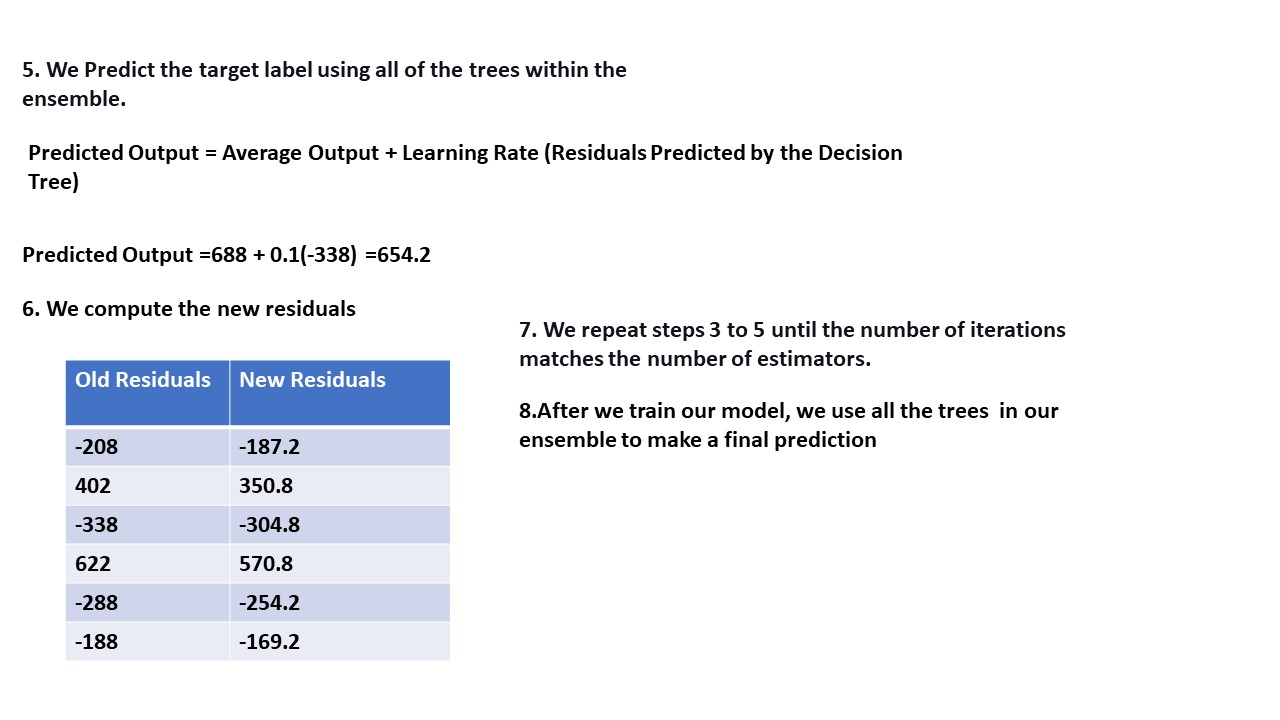 5. We Predict the target label using all of the trees within the
ensemble.
Predicted Output = Average Output + Learning Rate (Residuals Predicted by the Decision
Tree)
Predicted Output =688 + 0.1(-338) =654.2
6. We compute the new residuals
Old Residuals New Residuals
-208 -187.2
402 350.8
-338 -304.8
622 570.8
-288 -254.2
-188 -169.2
7. We repeat steps 3 to 5 until the number of iterations
matches the number of estimators.
8.After we train our model, we use all the trees in our
ensemble to make a final prediction